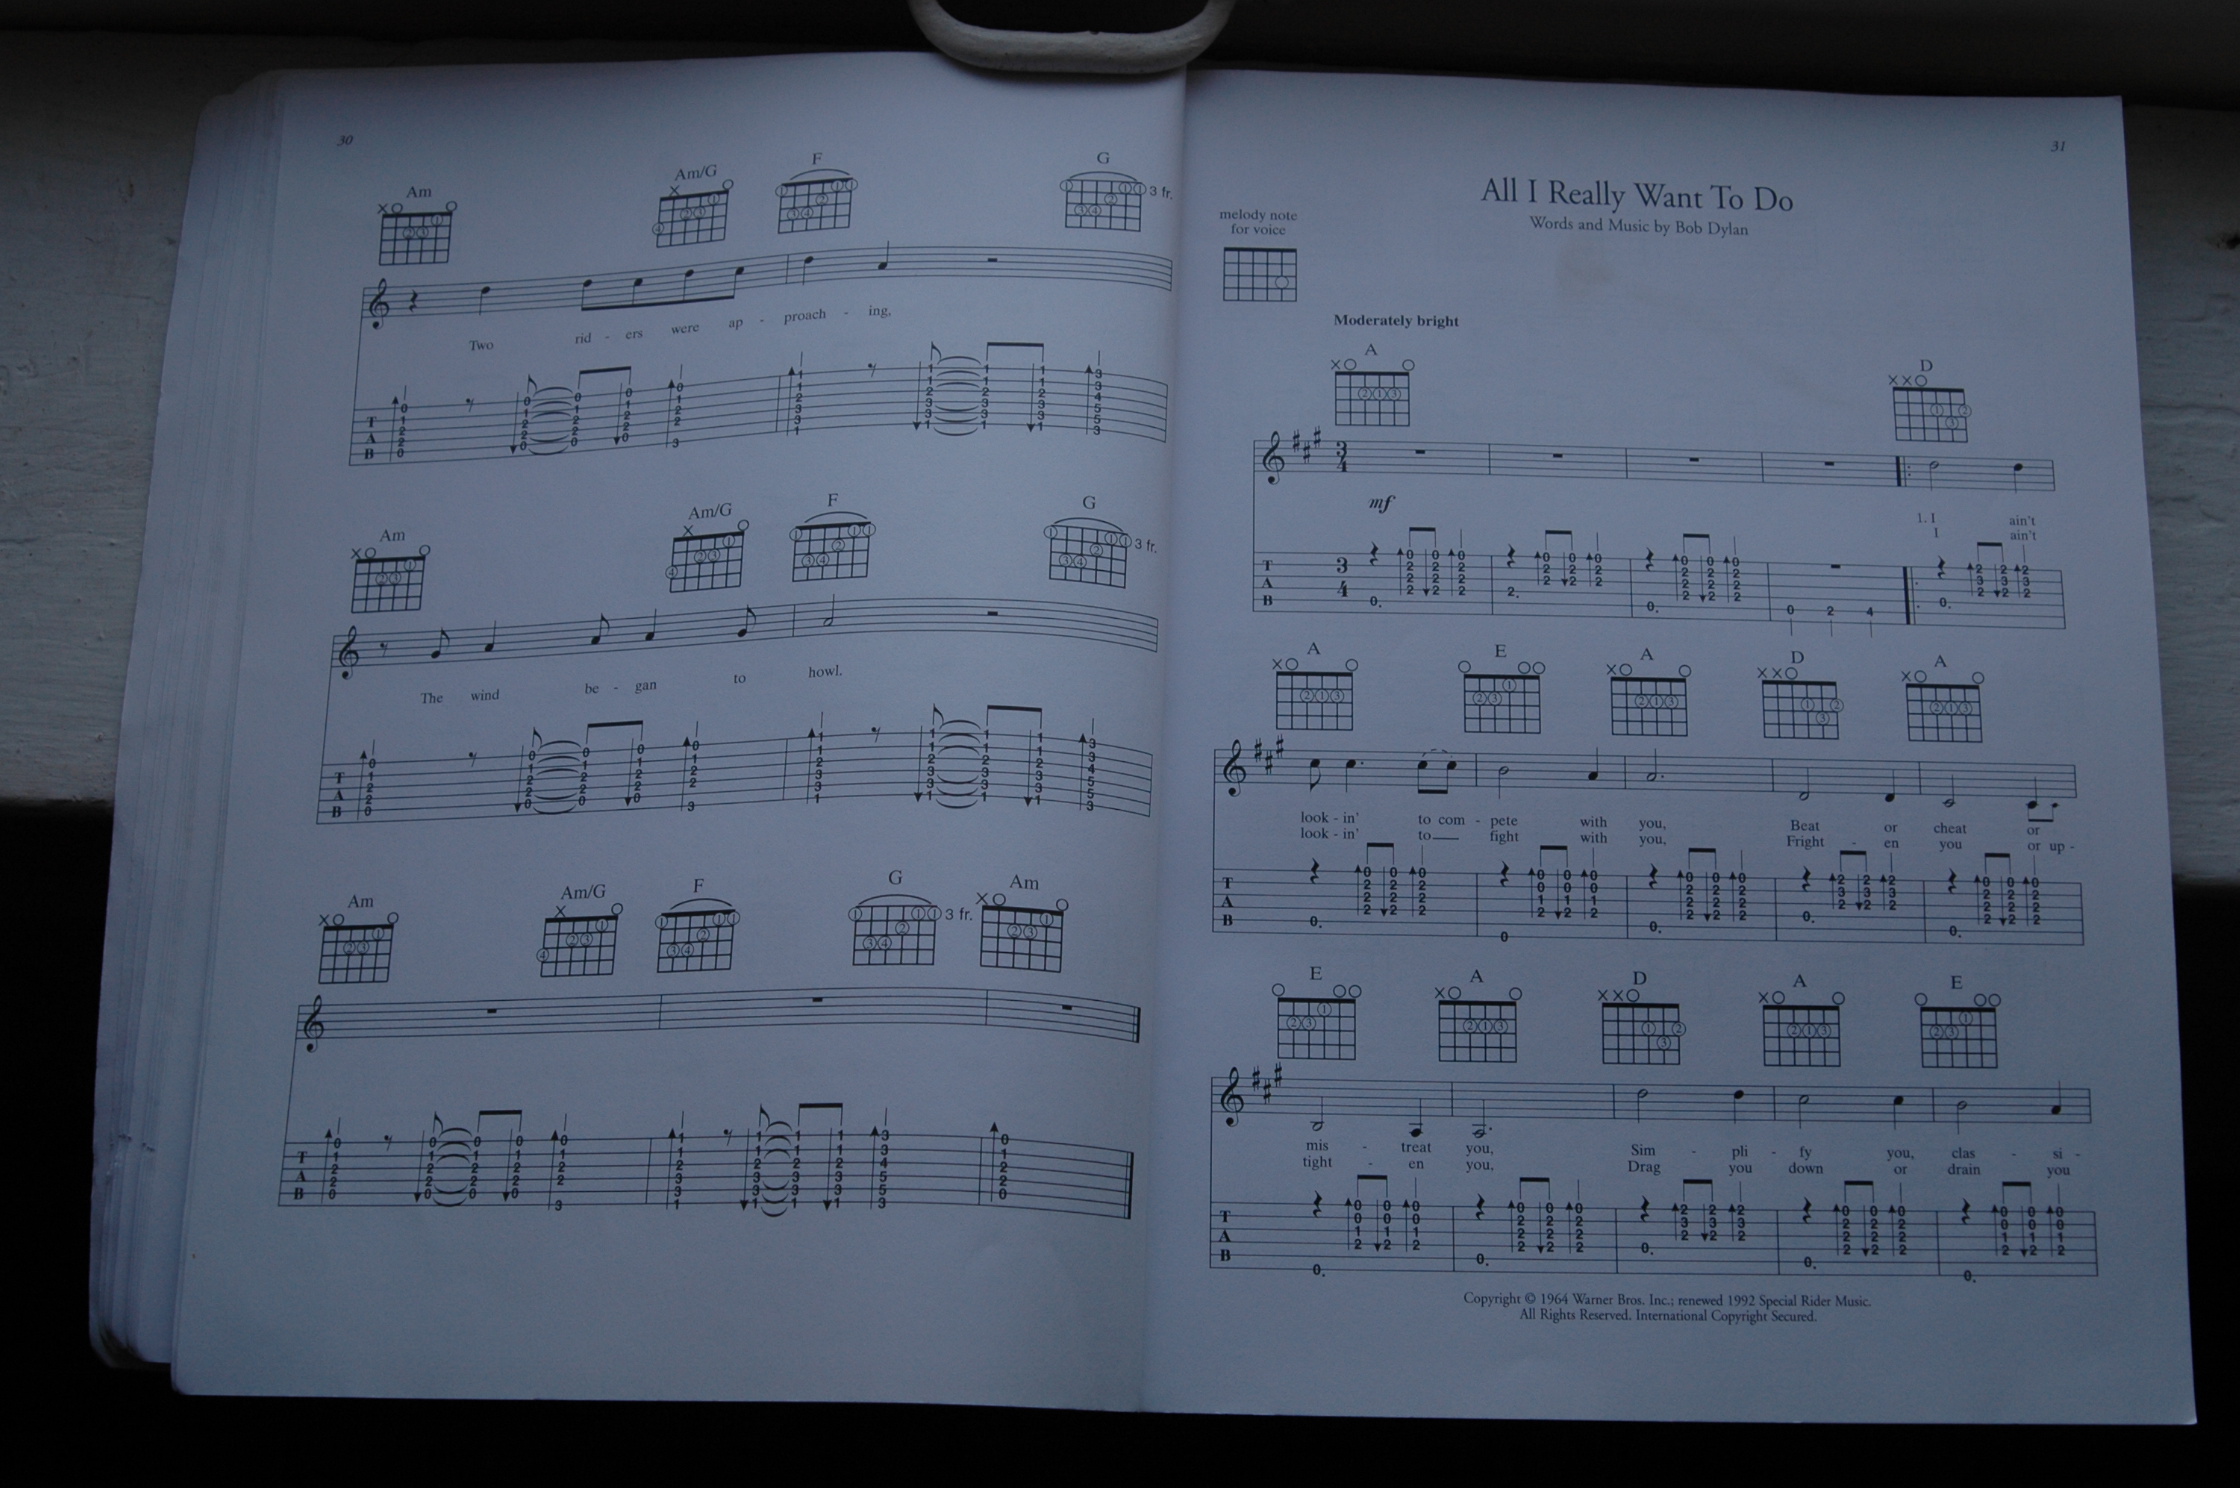 30
Am Am/G F G
3 fr.
Two rid - ers were ap - proach - ing,
T
A
B
Am Am/G F G
3 fr.
The wind be - gan to howl.
T
A
B
Am Am/G F G Am
3 fr.
T
A
B
31
All I Really Want To Do
Words and Music by Bob Dylan
melody note
for voice
Moderately bright
A D
3
4
mf
1. I ain't
I ain't
T
A
B
3
4
A E A D A
look - in' to com - pete with you, Beat or cheat or
look - in' to fight with you, Fright - en you or up -
T
A
B
E A D A E
mis - treat you, Sim - pli - fy you, clas - si -
tight - en you, Drag you down or drain you
T
A
B
Copyright © 1964 Warner Bros. Inc.; renewed 1992 Special Rider Music.
All Rights Reserved. International Copyright Secured.